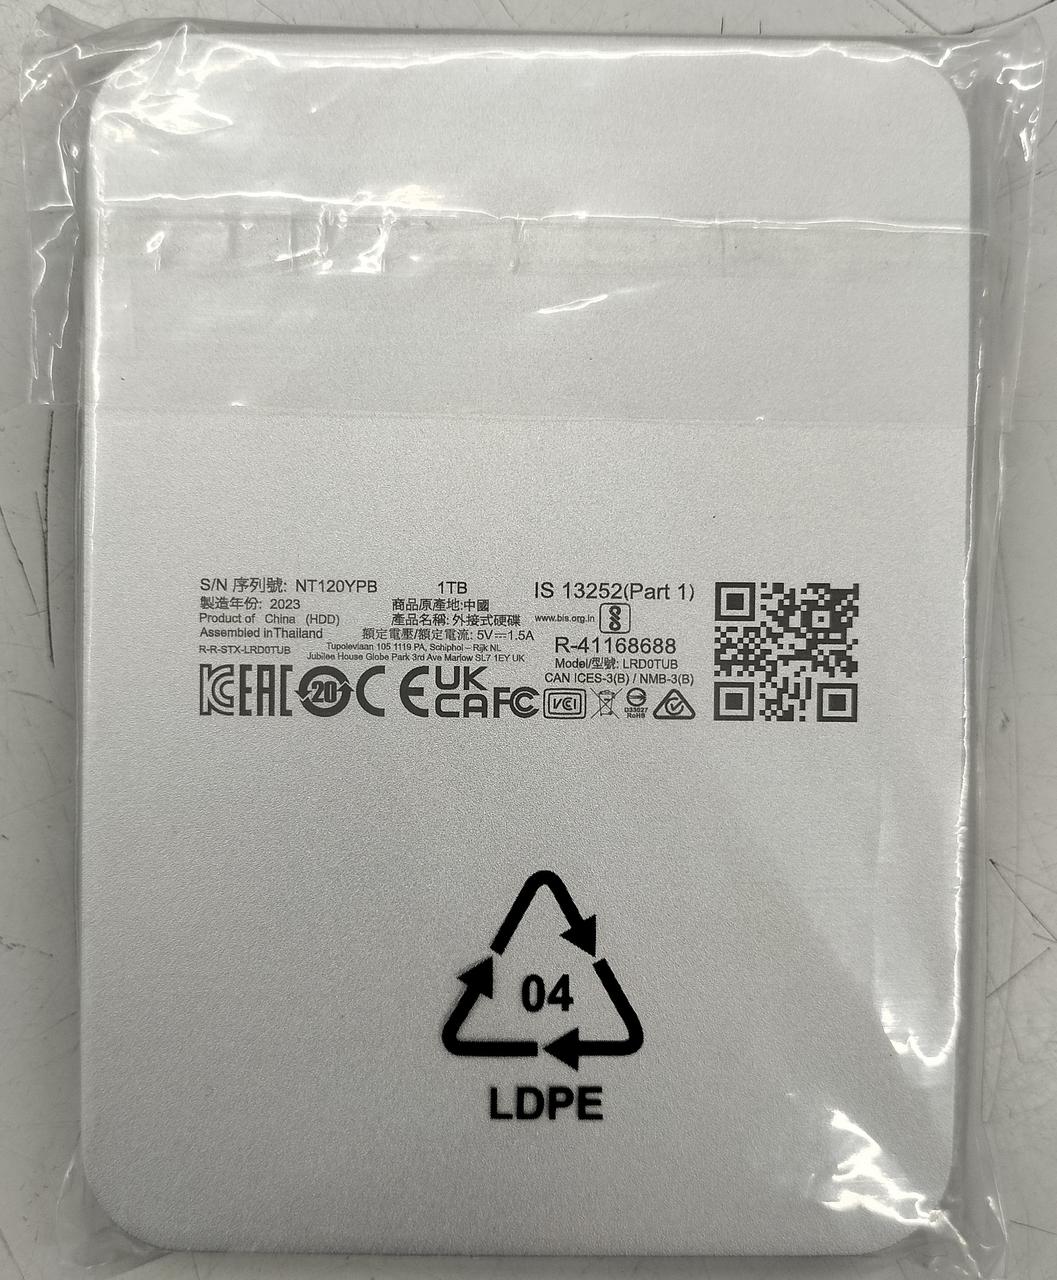 S/N 序列號: NT120YPB 1TB
製造年份: 2023 商品原產地:中國
Product of China (HDD) 產品名稱: 外接式硬碟
Assembled in Thailand 額定電壓/額定電流: 5V⎓1.5A
R-R-STX-LRD0TUB Tupolevlaan 105 1119 PA, Schiphol – Rijk NL
Jubilee House Globe Park 3rd Ave Marlow SL7 1EY UK
IS 13252(Part 1)
www.bis.org.in
R-41168688
Model/型號: LRD0TUB
CAN ICES-3(B) / NMB-3(B)
EAC 20 CE UKCA FC VCI D33027 RoHS
04
LDPE